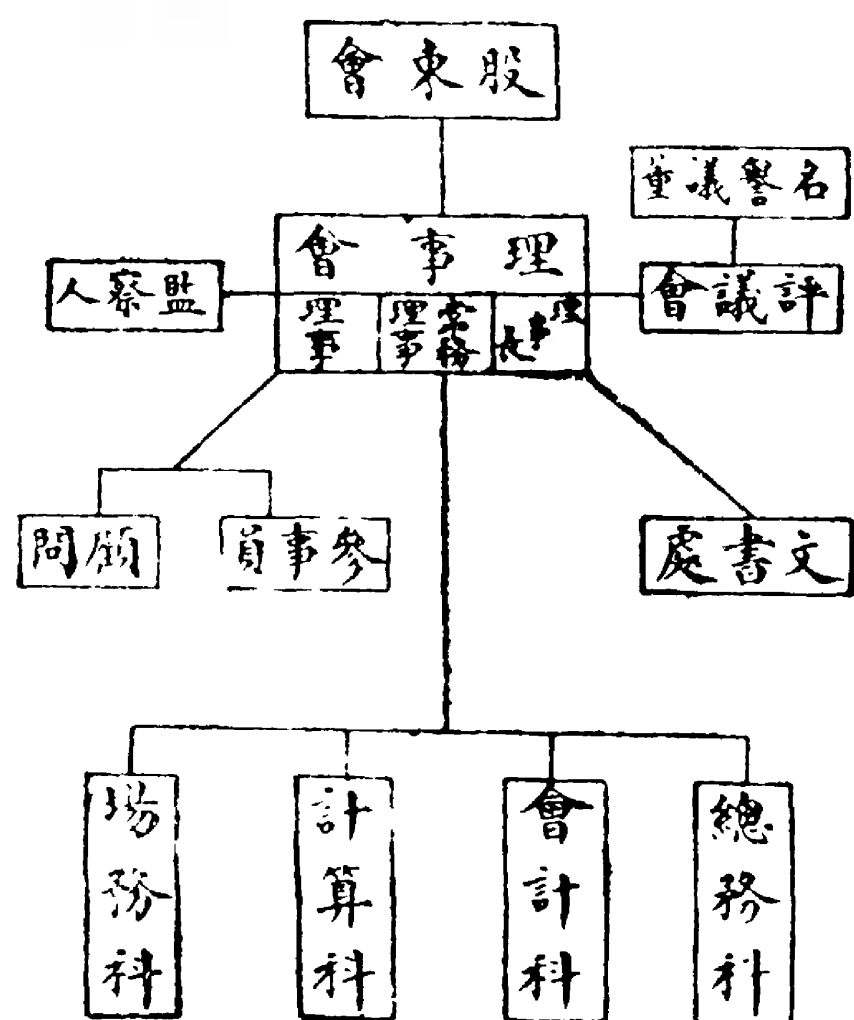 股東會
名譽議董
評議會
理事會
監察人
理事長
常務理事
理事
文書處
參事員
顧問
總務科
會計科
計算科
場務科